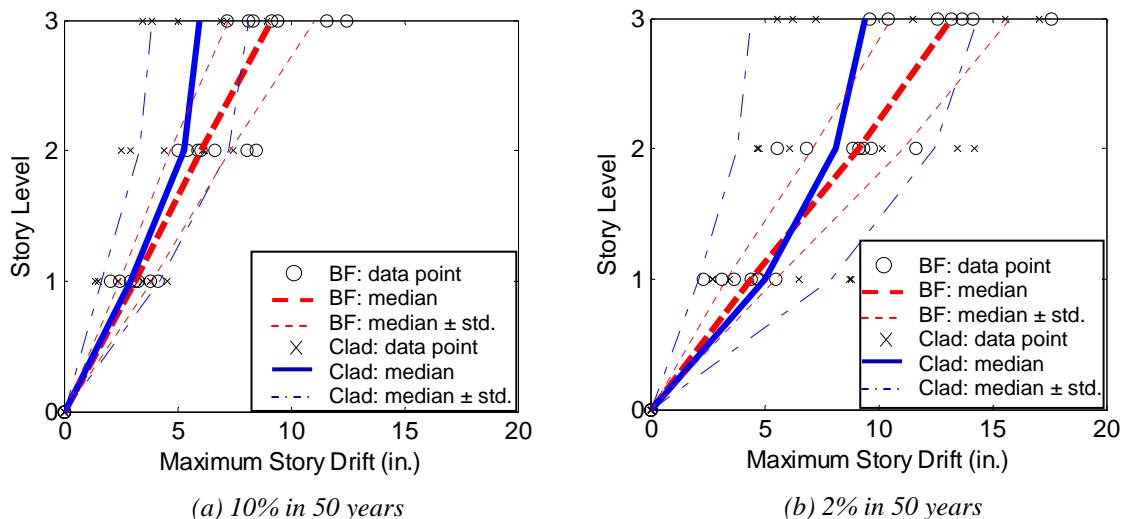 3
2
1
0
Story Level
BF: data point
BF: median
BF: median ± std.
Clad: data point
Clad: median
Clad: median ± std.
0 5 10 15 20
Maximum Story Drift (in.)
(a) 10% in 50 years
3
2
1
0
Story Level
BF: data point
BF: median
BF: median ± std.
Clad: data point
Clad: median
Clad: median ± std.
0 5 10 15 20
Maximum Story Drift (in.)
(b) 2% in 50 years